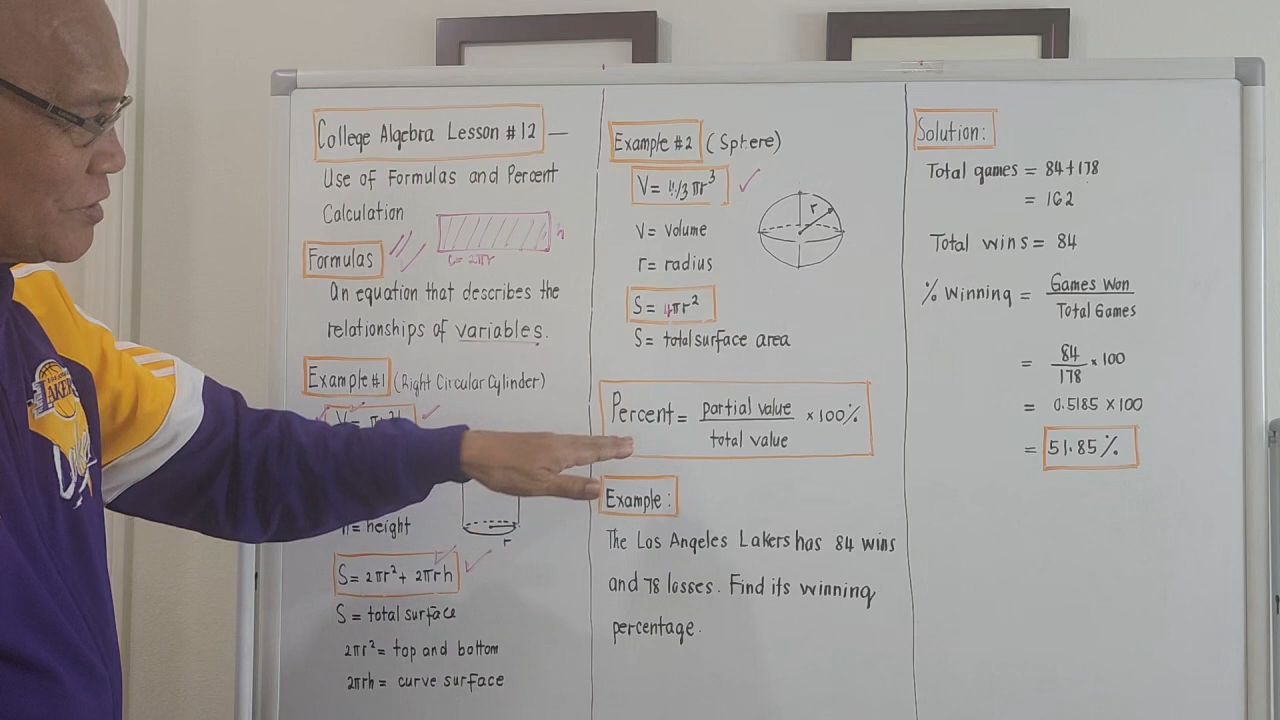 College Algebra Lesson #12 —
Use of Formulas and Percent
Calculation
h
C= 2πr
Formulas
An equation that describes the
relationships of variables.
Example #1 (Right Circular Cylinder)
h = height
r
S = 2πr² + 2πrh
S = total surface
2πr² = top and bottom
2πrh = curve surface
Example #2 (Sphere)
V = 4/3 πr³
r
V = volume
r = radius
S = 4πr²
S = total surface area
Percent = partial value / total value × 100%
Example:
The Los Angeles Lakers has 84 wins
and 78 losses. Find its winning
percentage.
Solution:
Total games = 84+178
= 162
Total wins = 84
% Winning = Games Won / Total Games
= 84 / 178 × 100
= 0.5185 × 100
= 51.85%
LAKERS